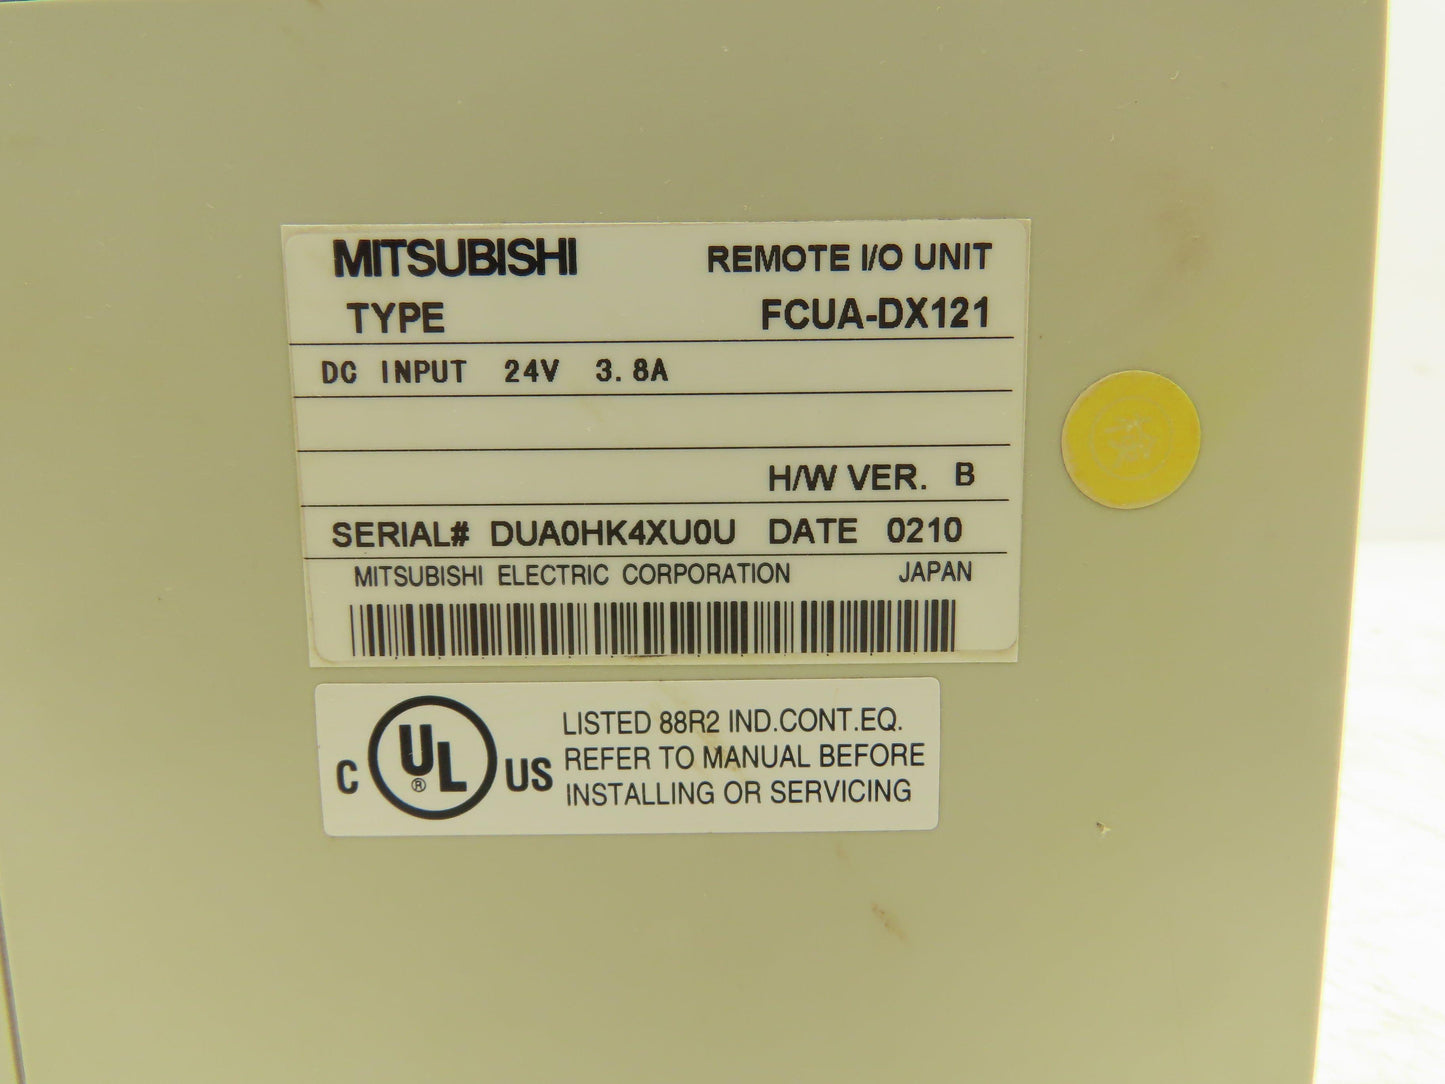 MITSUBISHI REMOTE I/O UNIT
TYPE FCUA-DX121
DC INPUT 24V 3.8A
H/W VER. B
SERIAL# DUA0HK4XU0U DATE 0210
MITSUBISHI ELECTRIC CORPORATION JAPAN
C UL® US
LISTED 88R2 IND.CONT.EQ.
REFER TO MANUAL BEFORE
INSTALLING OR SERVICING